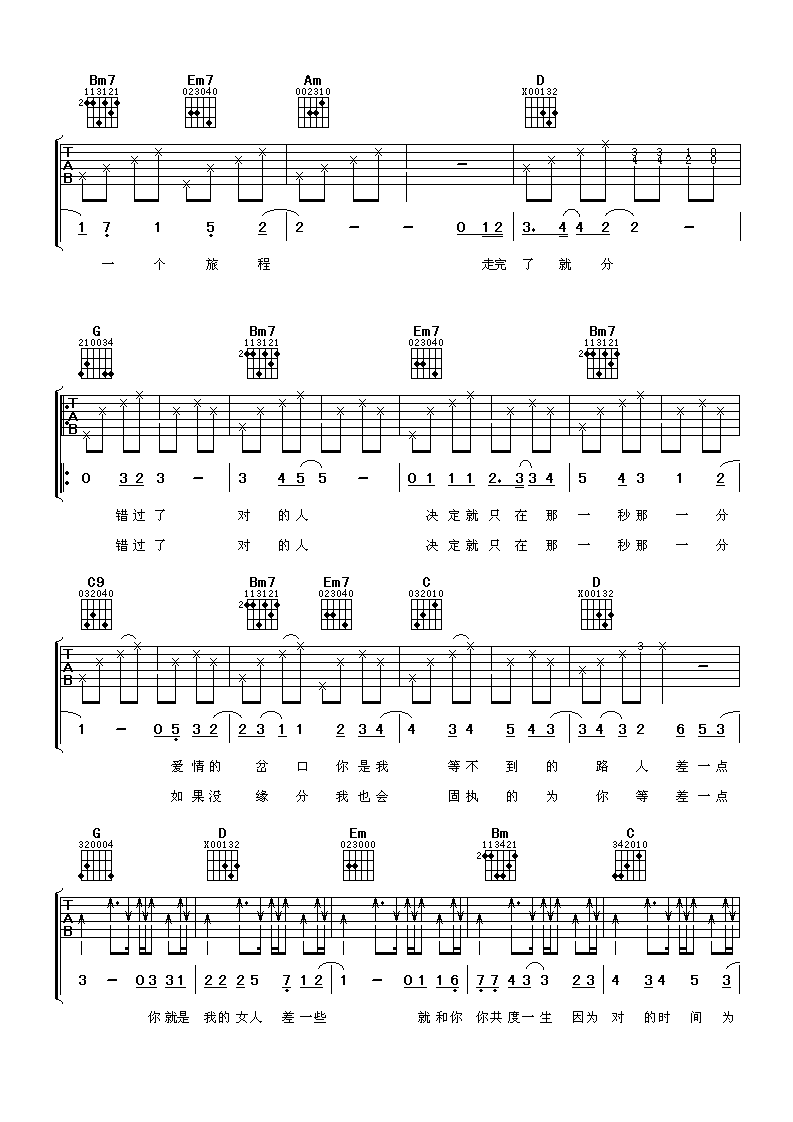 Bm7 Em7 Am D
113121 023040 002310 X00132
2
T A B 3 3 1 0
4 4 2 0
1 7 1 5 2 2 - - 0 12 3. 4 4 2 2 -
一 个 旅 程 走完 了 就 分
G Bm7 Em7 Bm7
210034 113121 023040 113121
2 2
T A B
0 3 2 3 - 3 4 5 5 - 0 1 1 1 2. 3 3 4 5 4 3 1 2
错过了 对 的人 决定就只在那一秒那一分
错过了 对 的人 决定就只在那一秒那一分
C9 Bm7 Em7 C D
032040 113121 023040 032010 X00132
2
T A B 3 -
1 - 0 5 3 2 2 3 1 1 2 3 4 4 3 4 5 4 3 3 4 3 2 6 5 3
爱情的 岔 口 你是我 等不 到 的 路 人 差一点
如果没 缘 分 我也会 固执 的 为 你 等 差一点
G D Em Bm C
320004 X00132 023000 113421 342010
2
T A B
3 - 0 3 3 1 2 2 2 5 7 1 2 1 - 0 1 1 6 7 7 4 3 3 2 3 4 3 4 5 3
你就是 我的女人 差一些 就和你 你共度一生 因为 对 的时 间 为